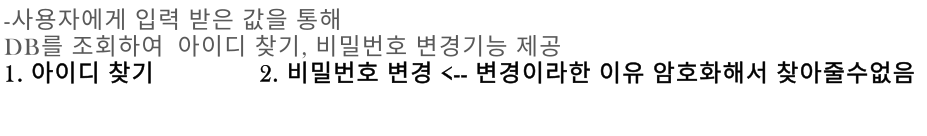 -사용자에게 입력 받은 값을 통해
DB를 조회하여 아이디 찾기, 비밀번호 변경기능 제공
1. 아이디 찾기 2. 비밀번호 변경 <-- 변경이라한 이유 암호화해서 찾아줄수없음